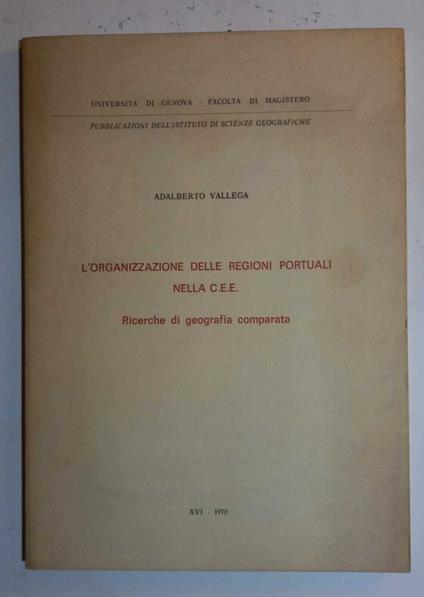 UNIVERSITA' DI GENOVA - FACOLTA' DI MAGISTERO
PUBBLICAZIONI DELL'ISTITUTO DI SCIENZE GEOGRAFICHE
ADALBERTO VALLEGA
L'ORGANIZZAZIONE DELLE REGIONI PORTUALI
NELLA C.E.E.
Ricerche di geografia comparata
XVI - 1970